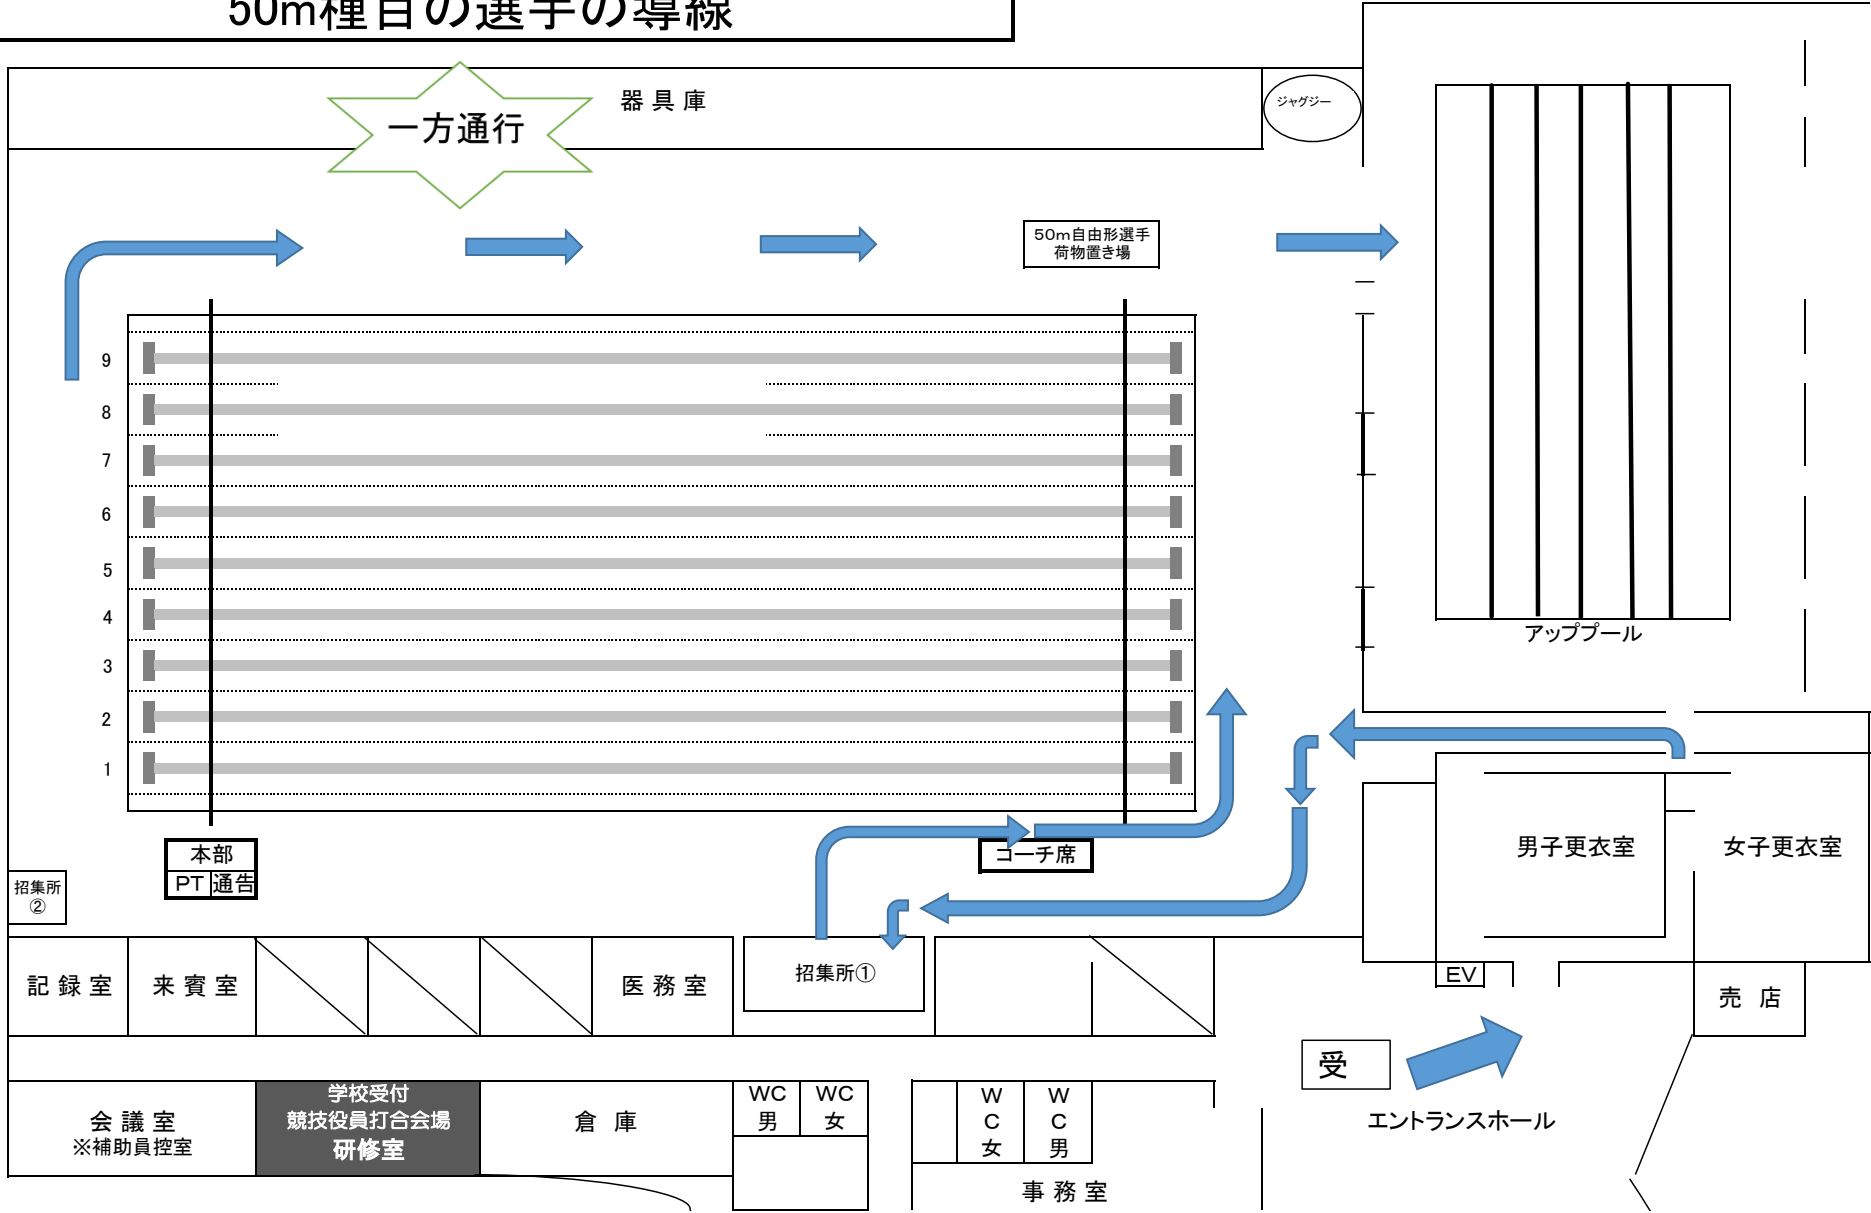 50m種目の選手の導線
器具庫
ジャグジー
一方通行
50m自由形選手
荷物置き場
9
8
7
6
5
4
3
2
1
アッププール
本部
PT 通告
コーチ席
招集所
②
男子更衣室
女子更衣室
記録室
来賓室
医務室
招集所①
EV
売店
受
エントランスホール
会議室
※補助員控室
学校受付
競技役員打合会場
研修室
倉庫
WC
男
WC
女
W
C
女
W
C
男
事務室